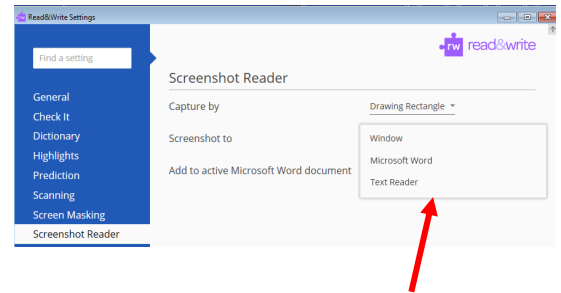 Read&Write Settings
rw read&write
Find a setting
Screenshot Reader
General
Capture by Drawing Rectangle
Check It
Dictionary
Screenshot to Window
Highlights
Microsoft Word
Prediction
Add to active Microsoft Word document
Text Reader
Scanning
Screen Masking
Screenshot Reader